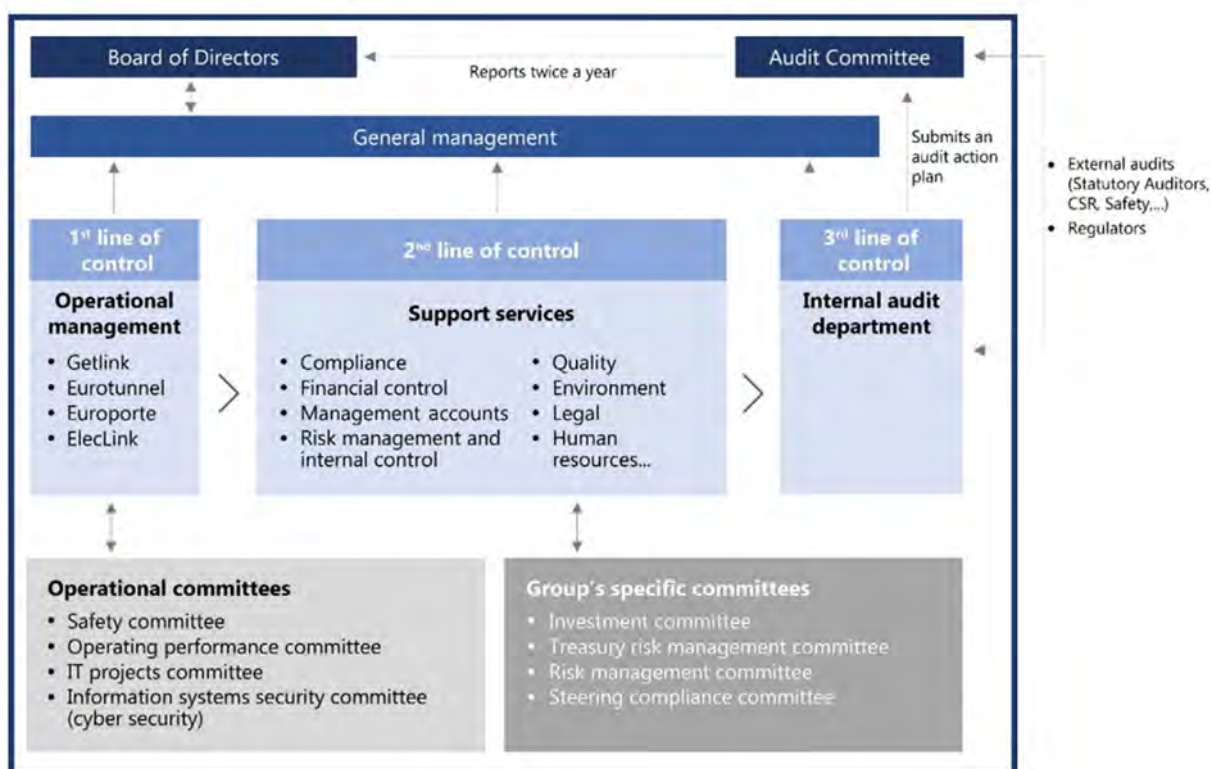 Board of Directors
Audit Committee
Reports twice a year
General management
Submits an
audit action
plan
• External audits
(Statutory Auditors,
CSR, Safety,...)
• Regulators
1st line of
control
Operational
management
• Getlink
• Eurotunnel
• Europorte
• ElecLink
2nd line of control
Support services
• Compliance
• Financial control
• Management accounts
• Risk management and
internal control
• Quality
• Environment
• Legal
• Human
resources...
3rd line of
control
Internal audit
department
Operational committees
• Safety committee
• Operating performance committee
• IT projects committee
• Information systems security committee
(cyber security)
Group's specific committees
• Investment committee
• Treasury risk management committee
• Risk management committee
• Steering compliance committee